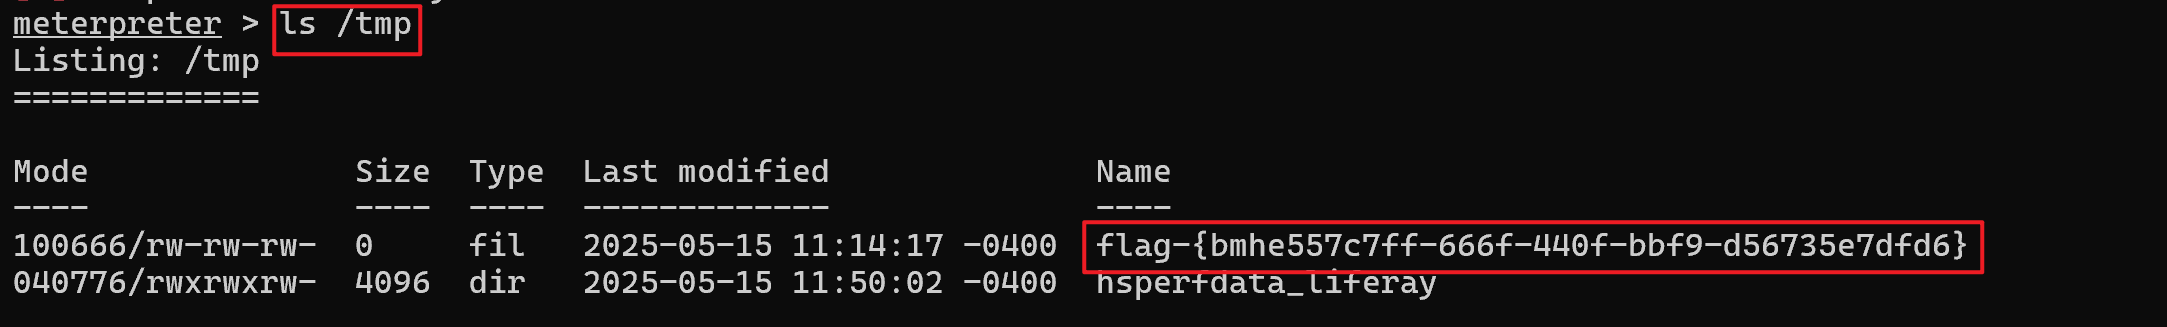 meterpreter > ls /tmp
Listing: /tmp
=============
Mode Size Type Last modified Name
---- ---- ---- ------------- ----
100666/rw-rw-rw- 0 fil 2025-05-15 11:14:17 -0400 flag-{bmhe557c7ff-666f-440f-bbf9-d56735e7dfd6}
040776/rwxrwxrw- 4096 dir 2025-05-15 11:50:02 -0400 hsperfdata_liferay